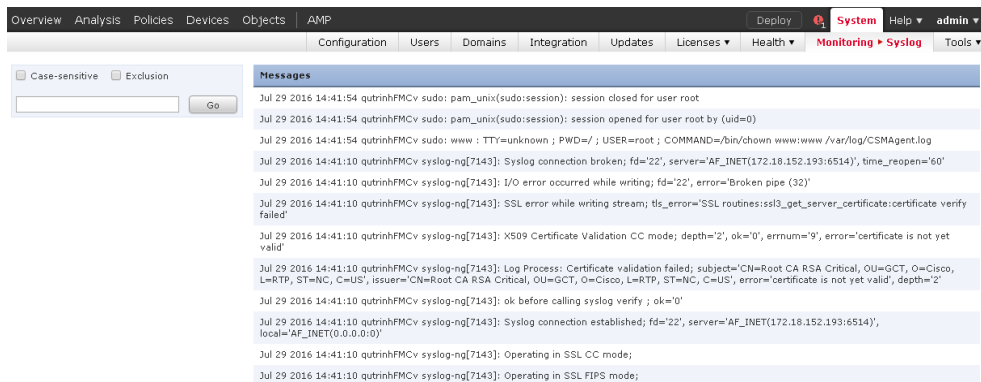 Overview Analysis Policies Devices Objects AMP Deploy 1 System Help ▾ admin ▾
Configuration Users Domains Integration Updates Licenses ▾ Health ▾ Monitoring ▸ Syslog Tools ▾
Case-sensitive Exclusion
Go
Messages
Jul 29 2016 14:41:54 qutrinhFMCv sudo: pam_unix(sudo:session): session closed for user root
Jul 29 2016 14:41:54 qutrinhFMCv sudo: pam_unix(sudo:session): session opened for user root by (uid=0)
Jul 29 2016 14:41:54 qutrinhFMCv sudo: www : TTY=unknown ; PWD=/ ; USER=root ; COMMAND=/bin/chown www:www /var/log/CSMAgent.log
Jul 29 2016 14:41:10 qutrinhFMCv syslog-ng[7143]: Syslog connection broken; fd='22', server='AF_INET(172.18.152.193:6514)', time_reopen='60'
Jul 29 2016 14:41:10 qutrinhFMCv syslog-ng[7143]: I/O error occurred while writing; fd='22', error='Broken pipe (32)'
Jul 29 2016 14:41:10 qutrinhFMCv syslog-ng[7143]: SSL error while writing stream; tls_error='SSL routines:ssl3_get_server_certificate:certificate verify
failed'
Jul 29 2016 14:41:10 qutrinhFMCv syslog-ng[7143]: X509 Certificate Validation CC mode; depth='2', ok='0', errnum='9', error='certificate is not yet
valid'
Jul 29 2016 14:41:10 qutrinhFMCv syslog-ng[7143]: Log Process: Certificate validation failed; subject='CN=Root CA RSA Critical, OU=GCT, O=Cisco,
L=RTP, ST=NC, C=US', issuer='CN=Root CA RSA Critical, OU=GCT, O=Cisco, L=RTP, ST=NC, C=US', error='certificate is not yet valid', depth='2'
Jul 29 2016 14:41:10 qutrinhFMCv syslog-ng[7143]: ok before calling syslog verify ; ok='0'
Jul 29 2016 14:41:10 qutrinhFMCv syslog-ng[7143]: Syslog connection established; fd='22', server='AF_INET(172.18.152.193:6514)',
local='AF_INET(0.0.0.0:0)'
Jul 29 2016 14:41:10 qutrinhFMCv syslog-ng[7143]: Operating in SSL CC mode;
Jul 29 2016 14:41:10 qutrinhFMCv syslog-ng[7143]: Operating in SSL FIPS mode;